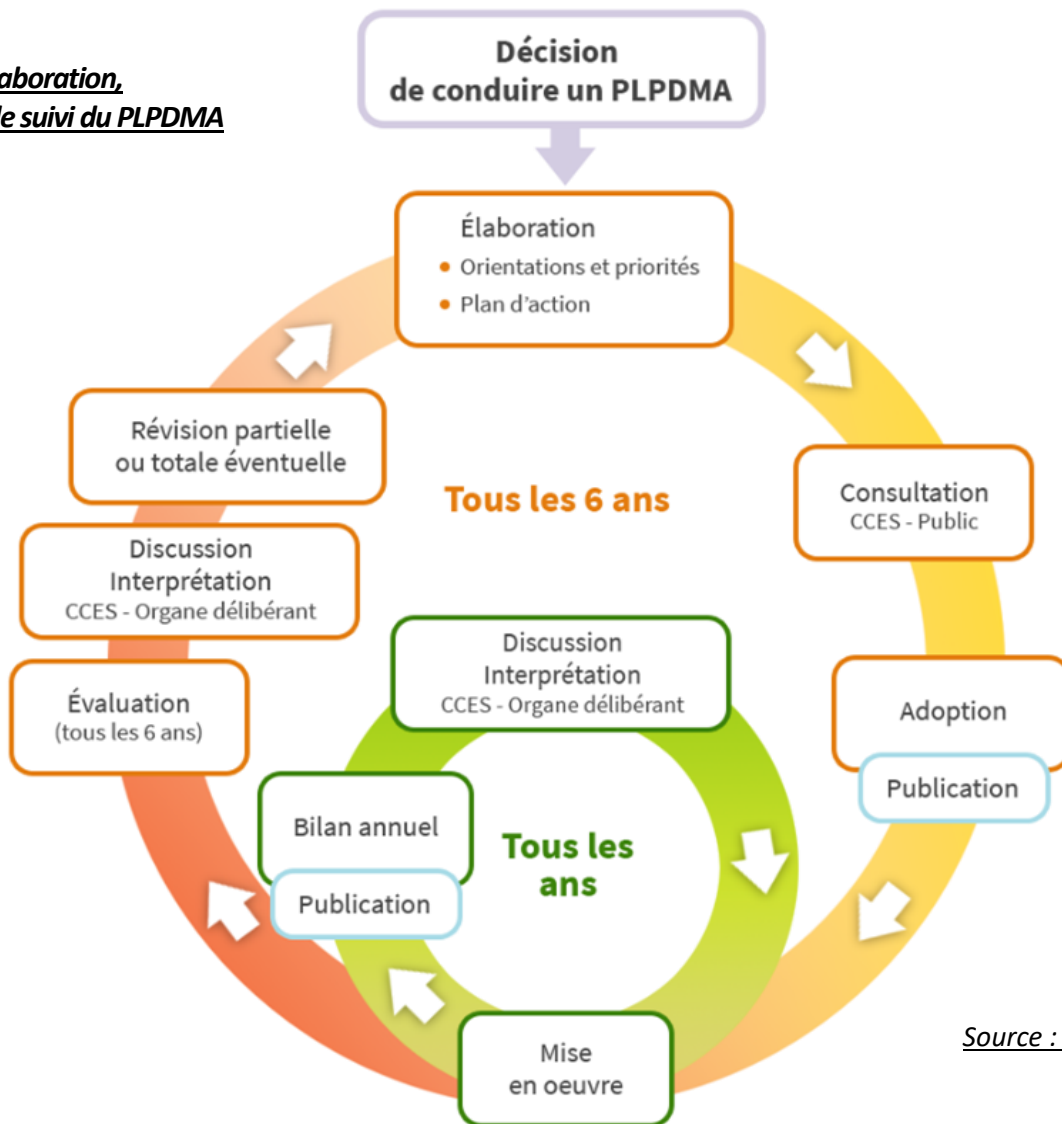 aboration,
le suivi du PLPDMA
Décision
de conduire un PLPDMA
Élaboration
• Orientations et priorités
• Plan d'action
Révision partielle
ou totale éventuelle
Tous les 6 ans
Consultation
CCES - Public
Discussion
Interprétation
CCES - Organe délibérant
Discussion
Interprétation
CCES - Organe délibérant
Évaluation
(tous les 6 ans)
Adoption
Publication
Bilan annuel
Publication
Tous les
ans
Mise
en oeuvre
Source :